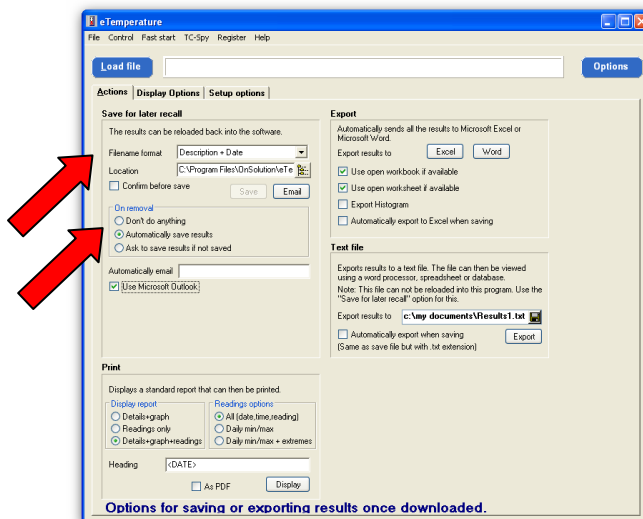 eTemperature
File Control Fast start TC-Spy Register Help
Load file
Options
Actions Display Options Setup options
Save for later recall
The results can be reloaded back into the software.
Filename format Description + Date
Location C:\Program Files\OnSolution\eTe
Confirm before save
Save Email
On removal
Don't do anything
Automatically save results
Ask to save results if not saved
Automatically email
Use Microsoft Outlook
Export
Automatically sends all the results to Microsoft Excel or
Microsoft Word.
Export results to Excel Word
Use open workbook if available
Use open worksheet if available
Export Histogram
Automatically export to Excel when saving
Text file
Exports results to a text file. The file can then be viewed
using a word processor, spreadsheet or database.
Note: This file can not be reloaded into this program. Use the
"Save for later recall" option for this.
Export results to c:\my documents\Results1.txt
Automatically export when saving
(Same as save file but with .txt extension)
Export
Print
Displays a standard report that can then be printed.
Display report
Details+graph
Readings only
Details+graph+readings
Readings options
All (date,time,reading)
Daily min/max
Daily min/max + extremes
Heading <DATE>
As PDF Display
Options for saving or exporting results once downloaded.